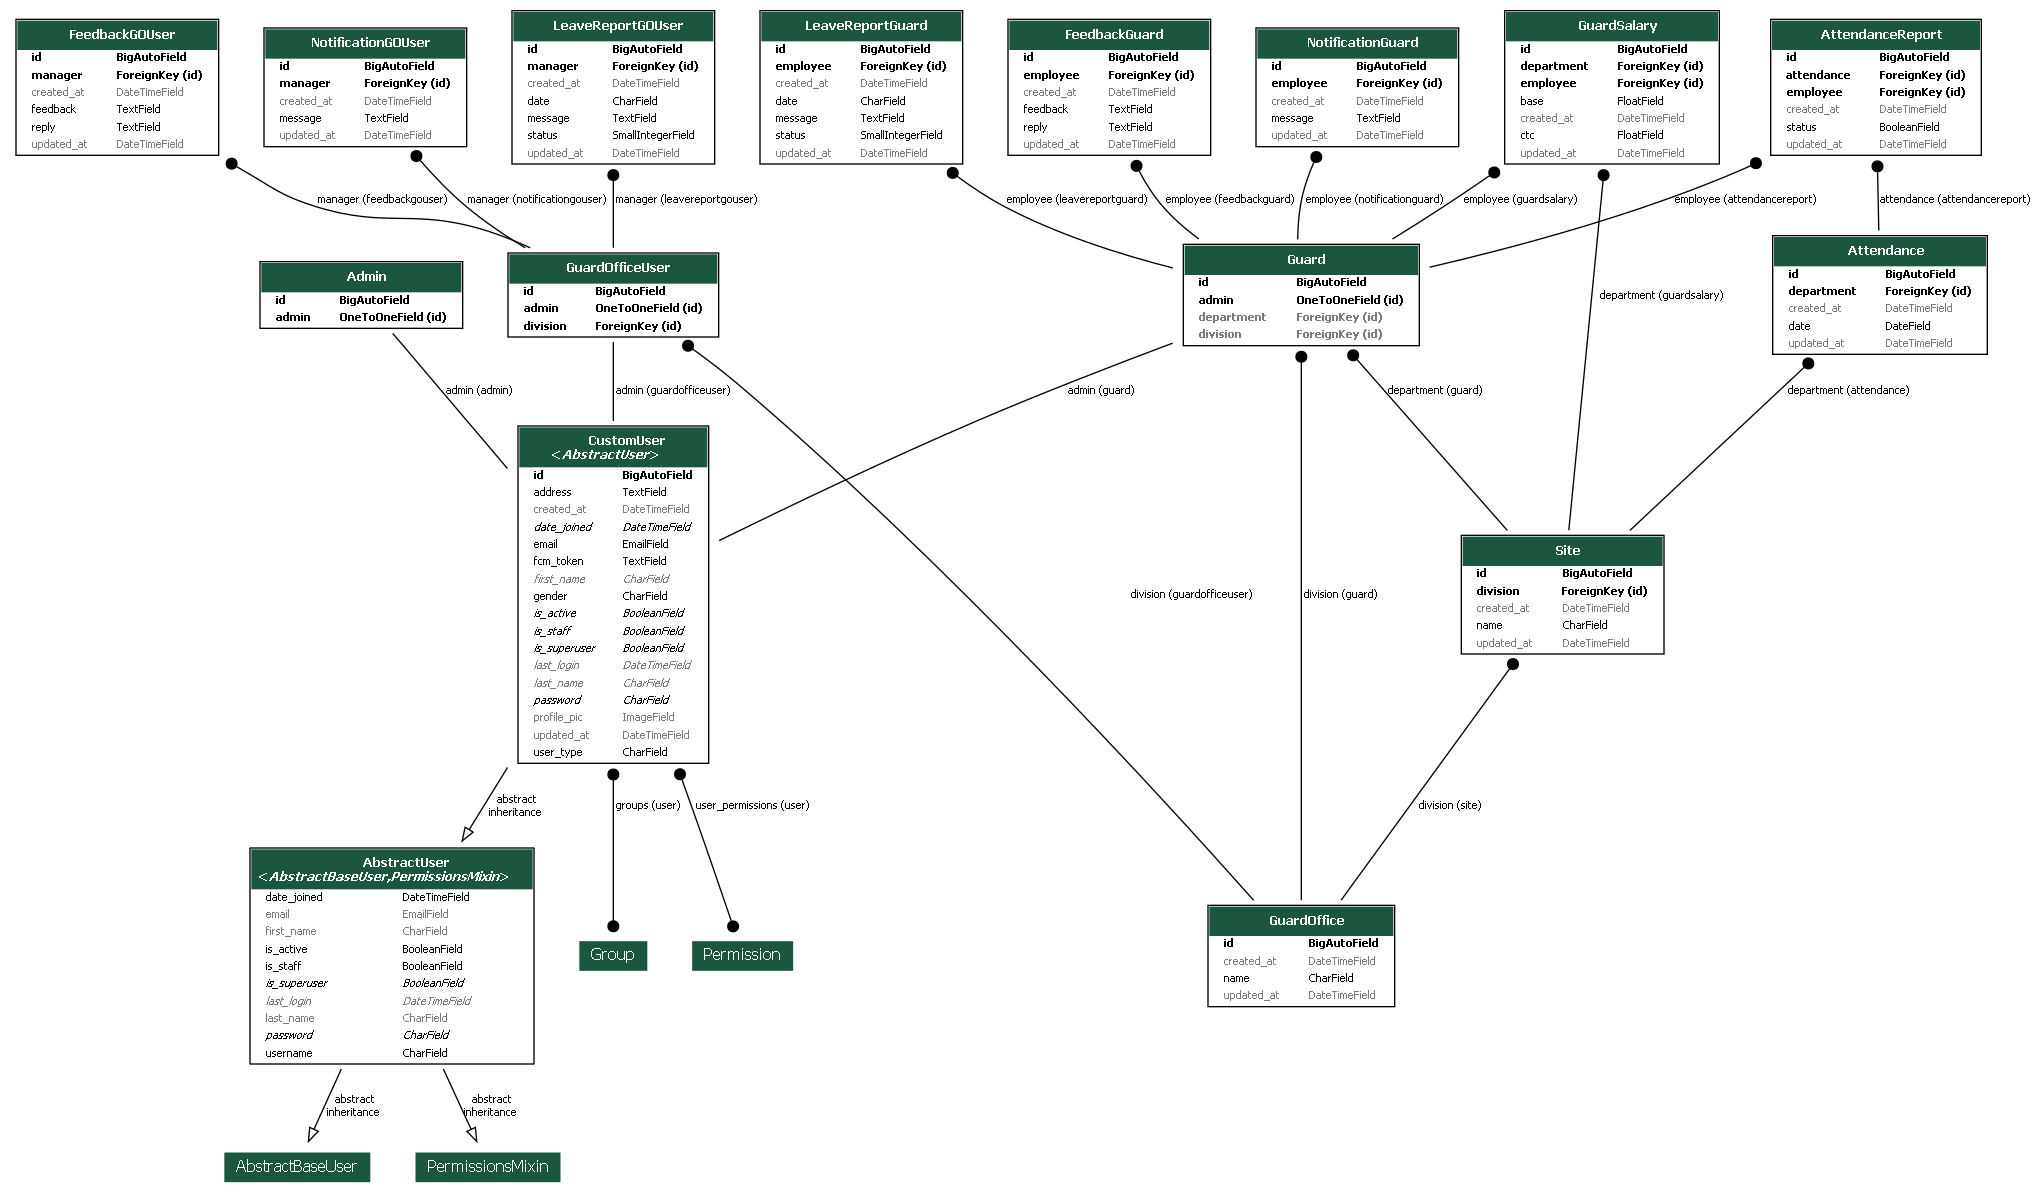 FeedbackGOUser
id BigAutoField
manager ForeignKey (id)
created_at DateTimeField
feedback TextField
reply TextField
updated_at DateTimeField
NotificationGOUser
id BigAutoField
manager ForeignKey (id)
created_at DateTimeField
message TextField
updated_at DateTimeField
LeaveReportGOUser
id BigAutoField
manager ForeignKey (id)
created_at DateTimeField
date CharField
message TextField
status SmallIntegerField
updated_at DateTimeField
LeaveReportGuard
id BigAutoField
employee ForeignKey (id)
created_at DateTimeField
date CharField
message TextField
status SmallIntegerField
updated_at DateTimeField
FeedbackGuard
id BigAutoField
employee ForeignKey (id)
created_at DateTimeField
feedback TextField
reply TextField
updated_at DateTimeField
NotificationGuard
id BigAutoField
employee ForeignKey (id)
created_at DateTimeField
message TextField
updated_at DateTimeField
GuardSalary
id BigAutoField
department ForeignKey (id)
employee ForeignKey (id)
base FloatField
created_at DateTimeField
ctc FloatField
updated_at DateTimeField
AttendanceReport
id BigAutoField
attendance ForeignKey (id)
employee ForeignKey (id)
created_at DateTimeField
status BooleanField
updated_at DateTimeField
manager (feedbackgouser)
manager (notificationgouser)
manager (leavereportgouser)
employee (leavereportguard)
employee (feedbackguard)
employee (notificationguard)
employee (guardsalary)
employee (attendancereport)
attendance (attendancereport)
Admin
id BigAutoField
admin OneToOneField (id)
GuardOfficeUser
id BigAutoField
admin OneToOneField (id)
division ForeignKey (id)
Guard
id BigAutoField
admin OneToOneField (id)
department ForeignKey (id)
division ForeignKey (id)
department (guardsalary)
Attendance
id BigAutoField
department ForeignKey (id)
created_at DateTimeField
date DateField
updated_at DateTimeField
admin (admin)
admin (guardofficeuser)
admin (guard)
department (guard)
department (attendance)
CustomUser
<AbstractUser>
id BigAutoField
address TextField
created_at DateTimeField
date_joined DateTimeField
email EmailField
fcm_token TextField
first_name CharField
gender CharField
is_active BooleanField
is_staff BooleanField
is_superuser BooleanField
last_login DateTimeField
last_name CharField
password CharField
profile_pic ImageField
updated_at DateTimeField
user_type CharField
division (guardofficeuser)
division (guard)
Site
id BigAutoField
division ForeignKey (id)
created_at DateTimeField
name CharField
updated_at DateTimeField
abstract
inheritance
groups (user)
user_permissions (user)
division (site)
AbstractUser
<AbstractBaseUser,PermissionsMixin>
date_joined DateTimeField
email EmailField
first_name CharField
is_active BooleanField
is_staff BooleanField
is_superuser BooleanField
last_login DateTimeField
last_name CharField
password CharField
username CharField
Group
Permission
GuardOffice
id BigAutoField
created_at DateTimeField
name CharField
updated_at DateTimeField
abstract
inheritance
abstract
inheritance
AbstractBaseUser
PermissionsMixin